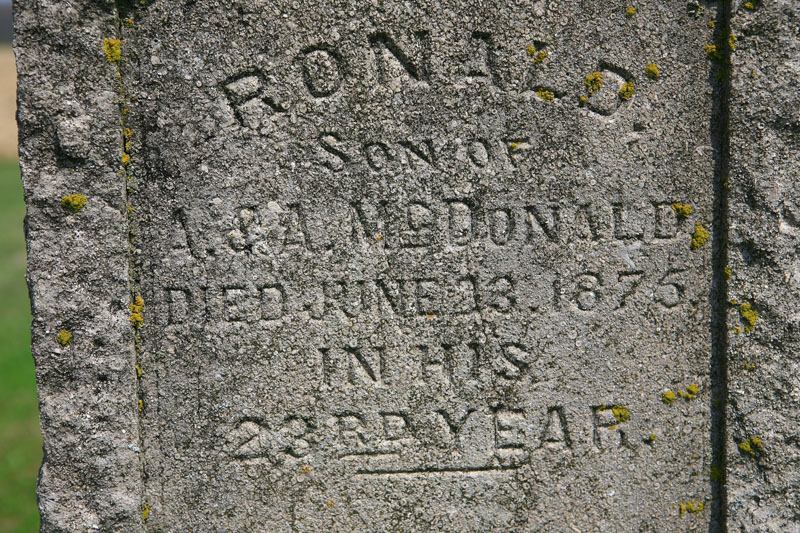 RONALD
SON OF
A. & A. McDONALD.
DIED JUNE 13. 1875
IN HIS
23RD YEAR.